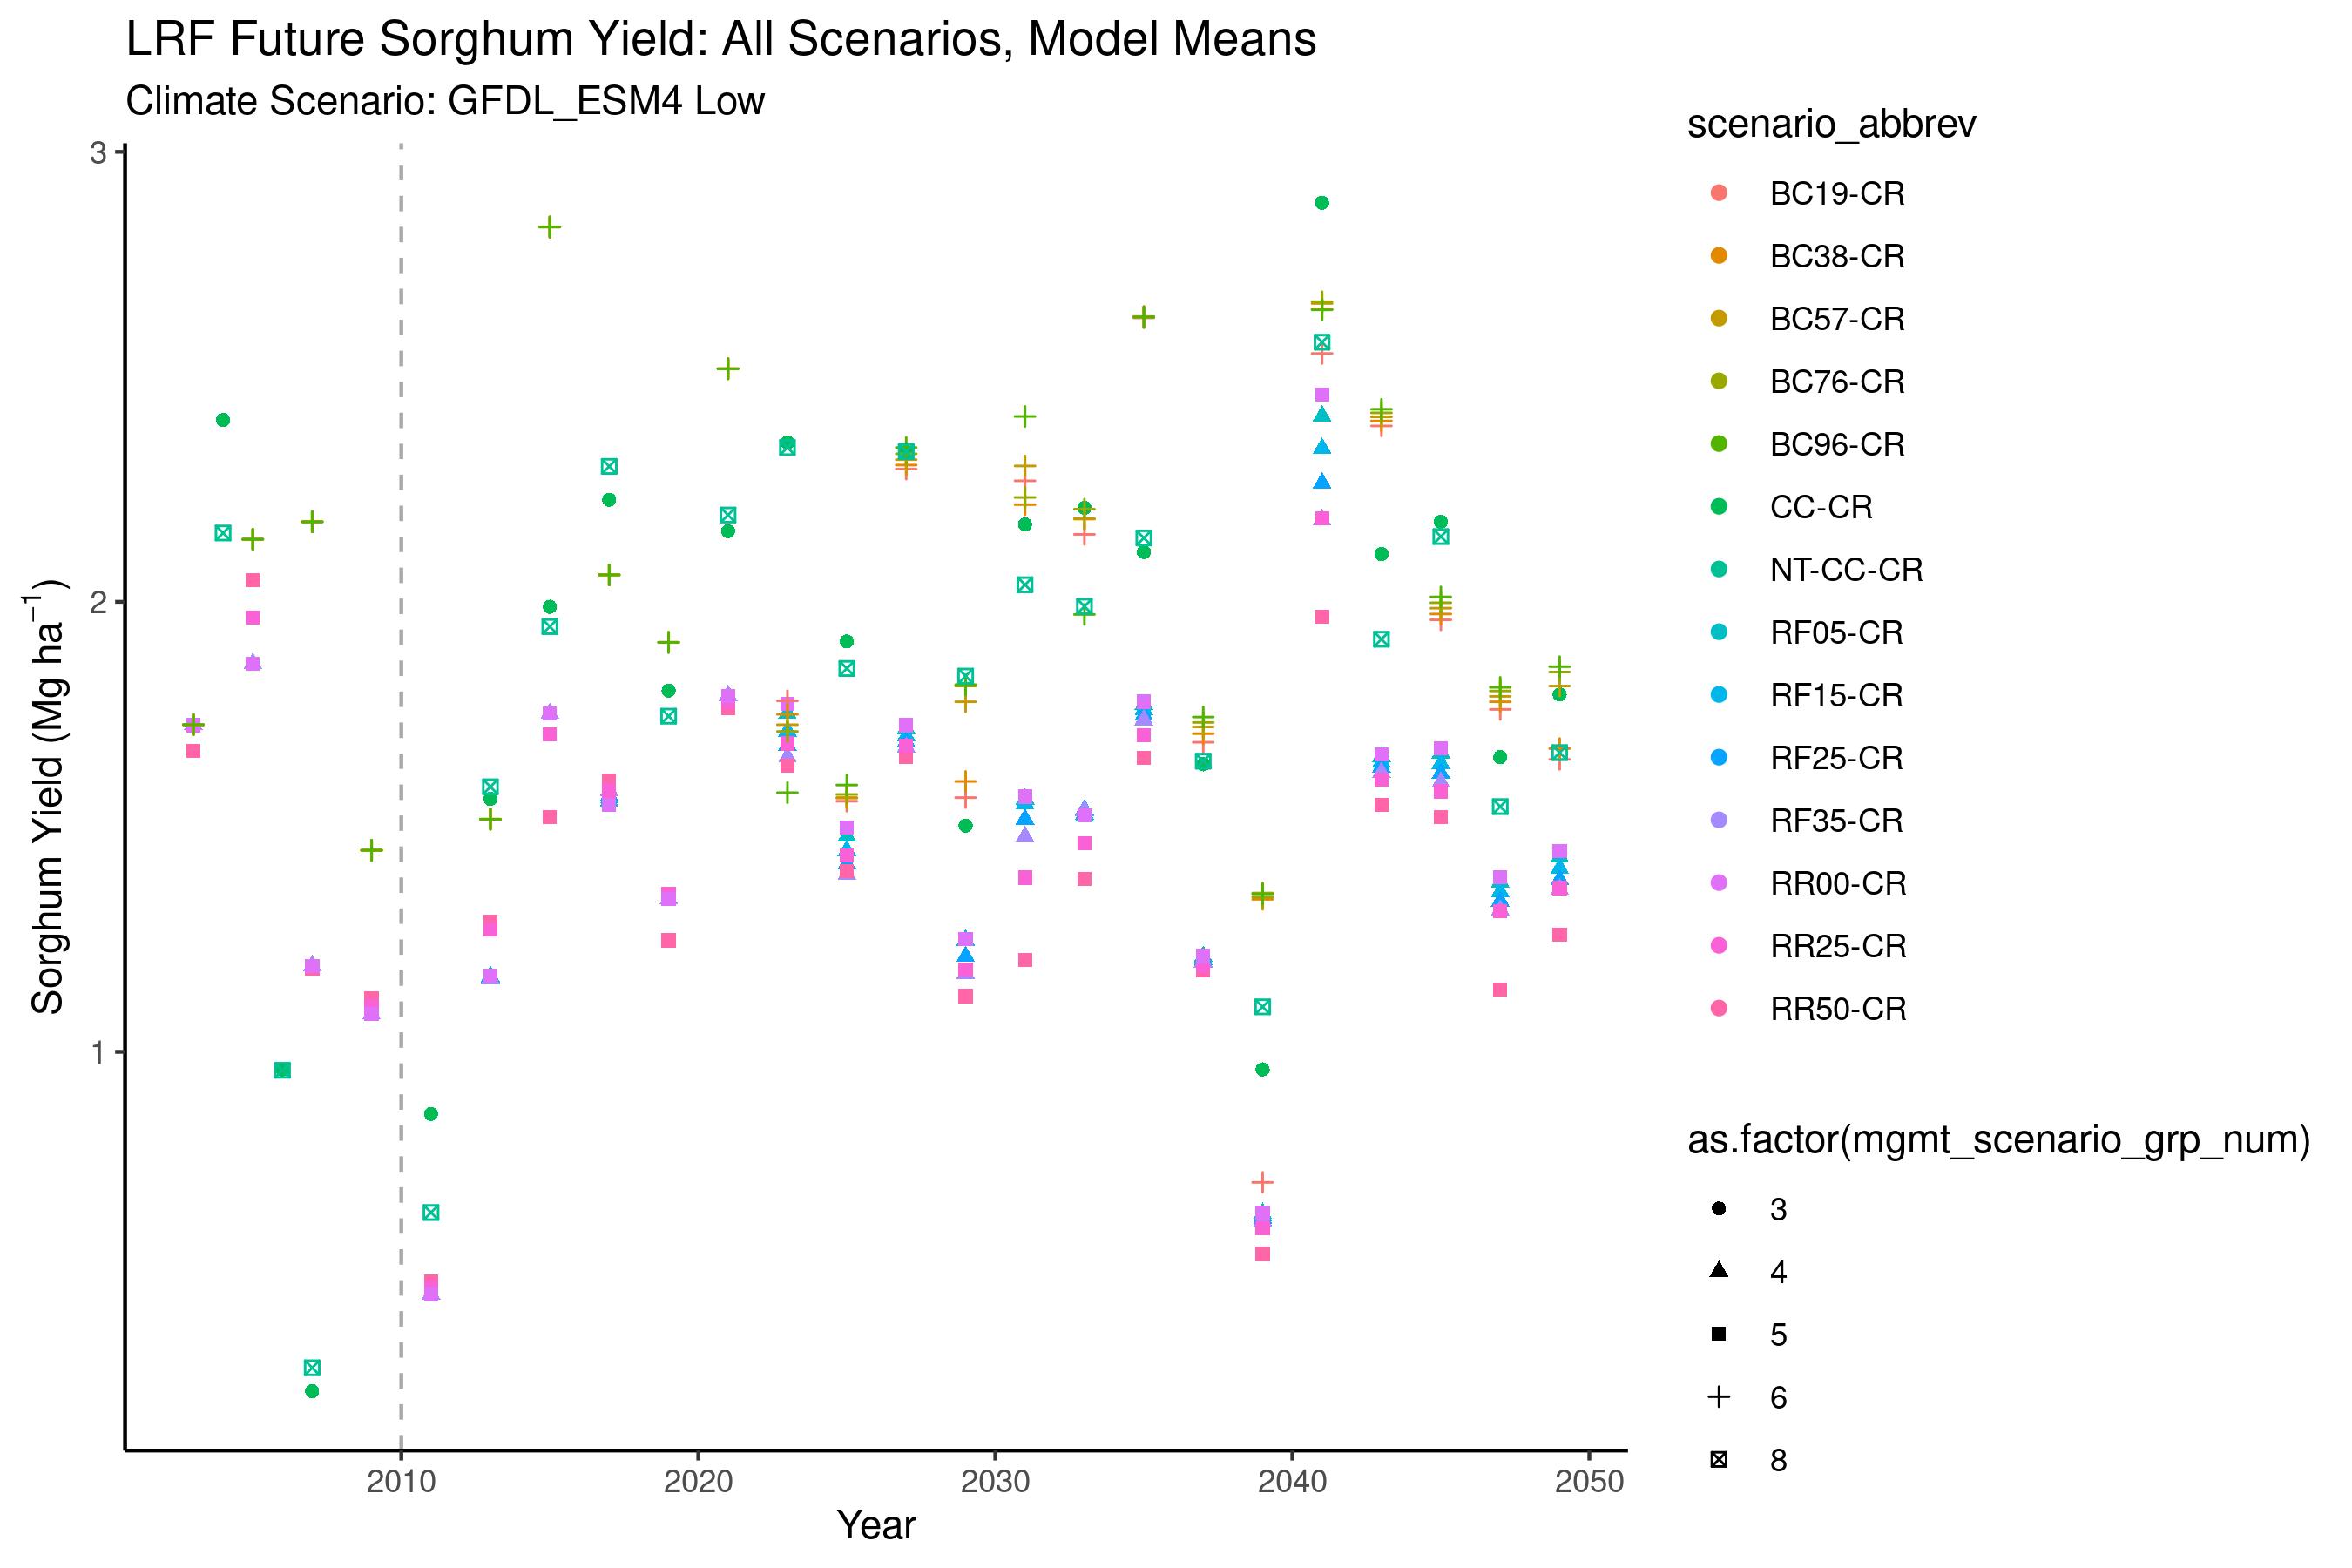 LRF Future Sorghum Yield: All Scenarios, Model Means
Climate Scenario: GFDL_ESM4 Low
Sorghum Yield (Mg ha⁻¹)
3
2
1
2010
2020
2030
2040
2050
Year
scenario_abbrev
BC19-CR
BC38-CR
BC57-CR
BC76-CR
BC96-CR
CC-CR
NT-CC-CR
RF05-CR
RF15-CR
RF25-CR
RF35-CR
RR00-CR
RR25-CR
RR50-CR
as.factor(mgmt_scenario_grp_num)
3
4
5
6
8